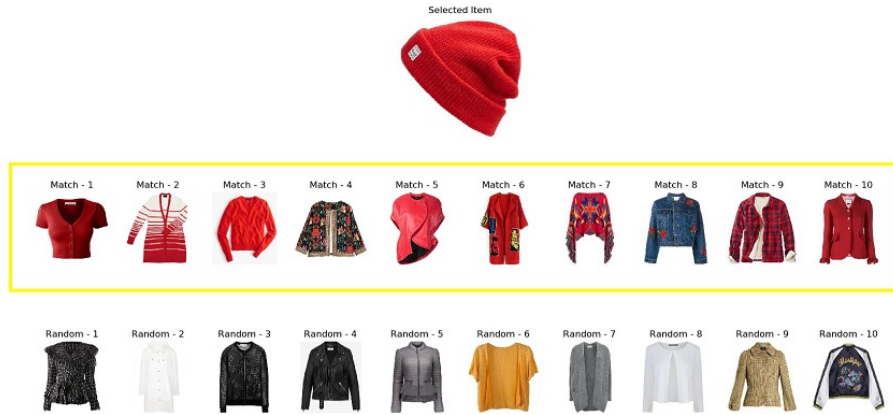 Selected Item
Match - 1 Match - 2 Match - 3 Match - 4 Match - 5 Match - 6 Match - 7 Match - 8 Match - 9 Match - 10
Random - 1 Random - 2 Random - 3 Random - 4 Random - 5 Random - 6 Random - 7 Random - 8 Random - 9 Random - 10